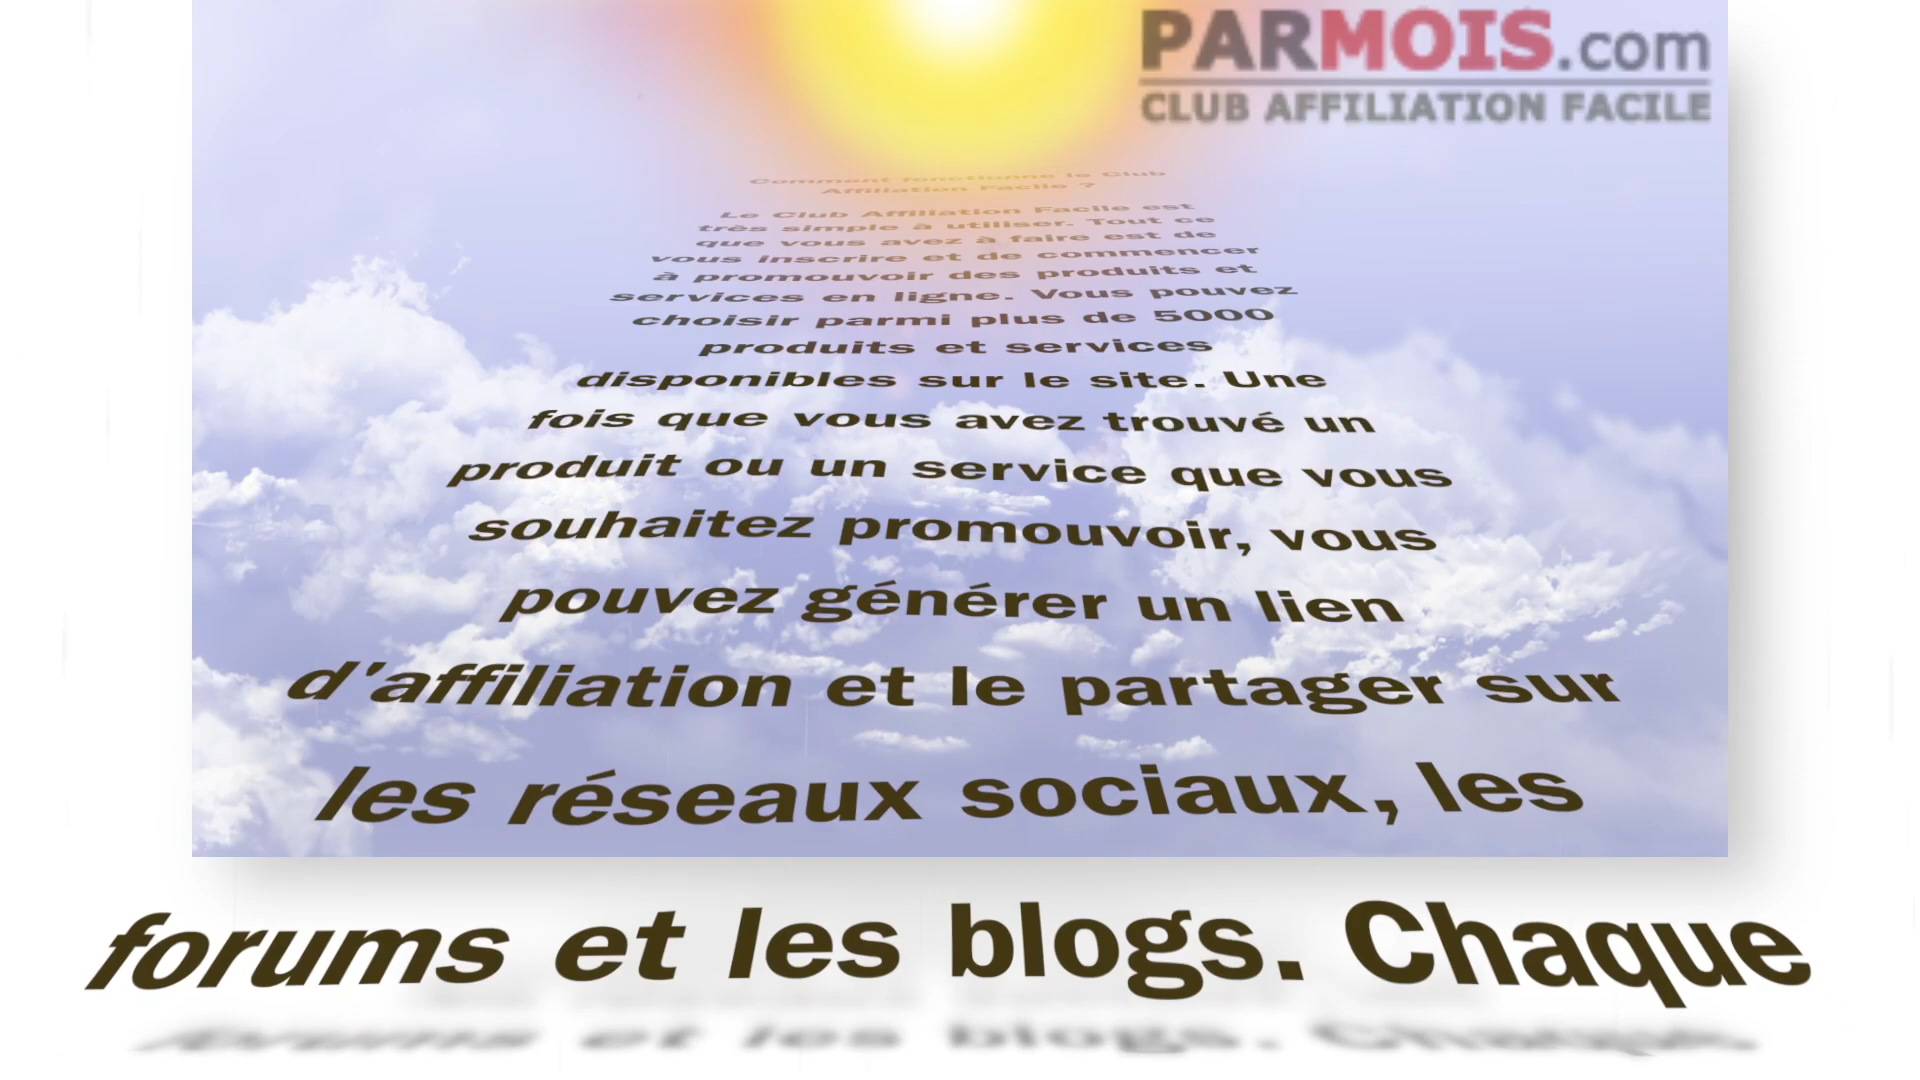 PARMOIS.com
CLUB AFFILIATION FACILE
Comment fonctionne le Club
Affiliation Facile ?
Le Club Affiliation Facile est
très simple à utiliser. Tout ce
que vous avez à faire est de
vous inscrire et de commencer
à promouvoir des produits et
services en ligne. Vous pouvez
choisir parmi plus de 5000
produits et services
disponibles sur le site. Une
fois que vous avez trouvé un
produit ou un service que vous
souhaitez promouvoir, vous
pouvez générer un lien
d'affiliation et le partager sur
les réseaux sociaux, les
forums et les blogs. Chaque